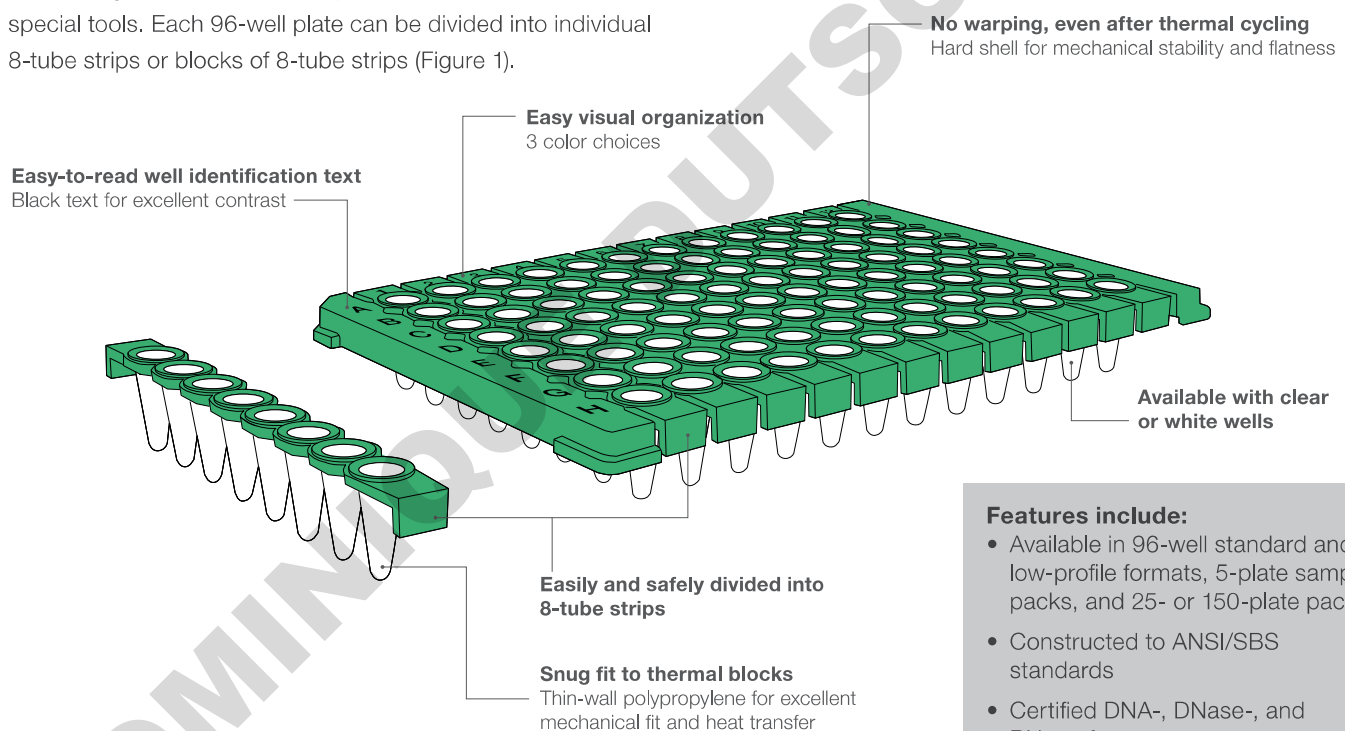 special tools. Each 96-well plate can be divided into individual
8-tube strips or blocks of 8-tube strips (Figure 1).
No warping, even after thermal cycling
Hard shell for mechanical stability and flatness
Easy visual organization
3 color choices
Easy-to-read well identification text
Black text for excellent contrast
A
B
C
D
E
F
G
H
Available with clear
or white wells
Easily and safely divided into
8-tube strips
Snug fit to thermal blocks
Thin-wall polypropylene for excellent
mechanical fit and heat transfer
Features include:
• Available in 96-well standard and
low-profile formats, 5-plate
packs, and 25- or 150-plate
• Constructed to ANSI/SBS
standards
• Certified DNA-, DNase-, and